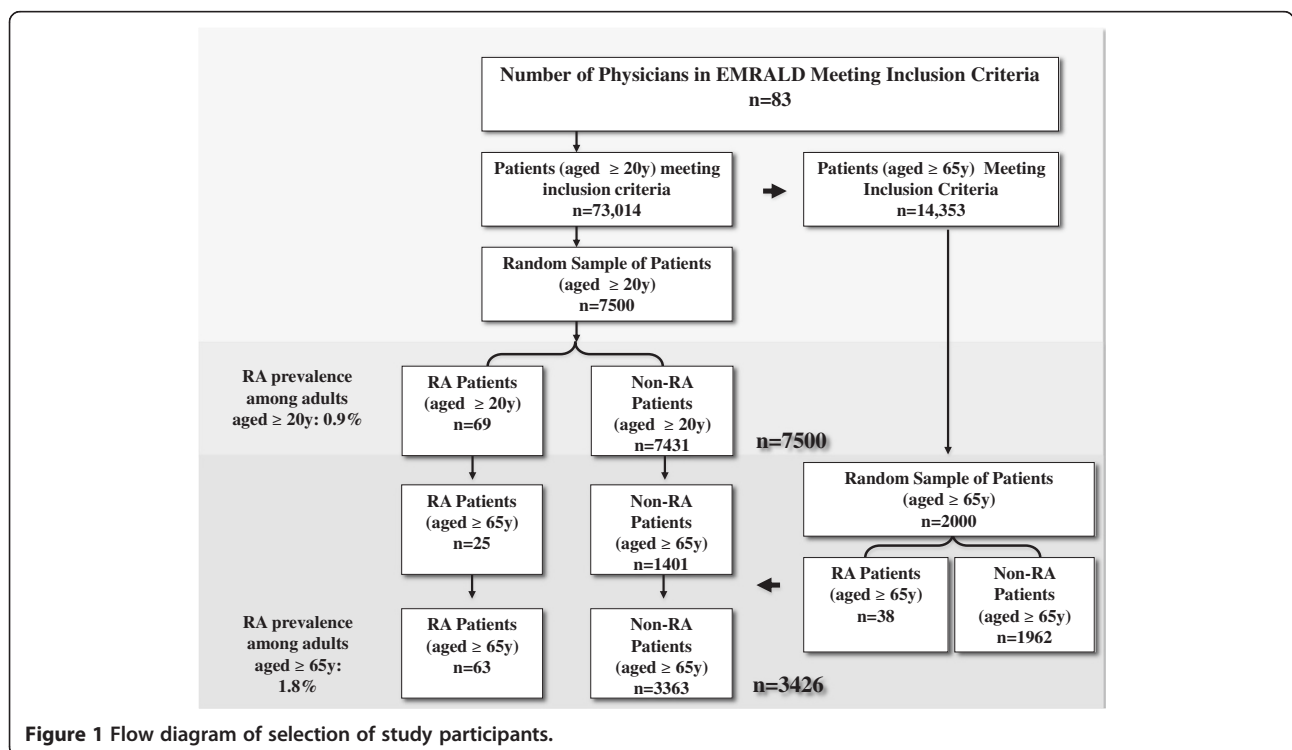 Number of Physicians in EMRALD Meeting Inclusion Criteria
n=83
Patients (aged ≥ 20y) meeting
inclusion criteria
n=73,014
Patients (aged ≥ 65y) Meeting
Inclusion Criteria
n=14,353
Random Sample of Patients
(aged ≥ 20y)
n=7500
RA prevalence
among adults
aged ≥ 20y: 0.9%
RA Patients
(aged ≥ 20y)
n=69
Non-RA
Patients
(aged ≥ 20y)
n=7431
n=7500
RA Patients
(aged ≥ 65y)
n=25
Non-RA
Patients
(aged ≥ 65y)
n=1401
Random Sample of Patients
(aged ≥ 65y)
n=2000
RA Patients
(aged ≥ 65y)
n=38
Non-RA
Patients
(aged ≥ 65y)
n=1962
RA prevalence
among adults
aged ≥ 65y:
1.8%
RA Patients
(aged ≥ 65y)
n=63
Non-RA
Patients
(aged ≥ 65y)
n=3363
n=3426
Figure 1 Flow diagram of selection of study participants.